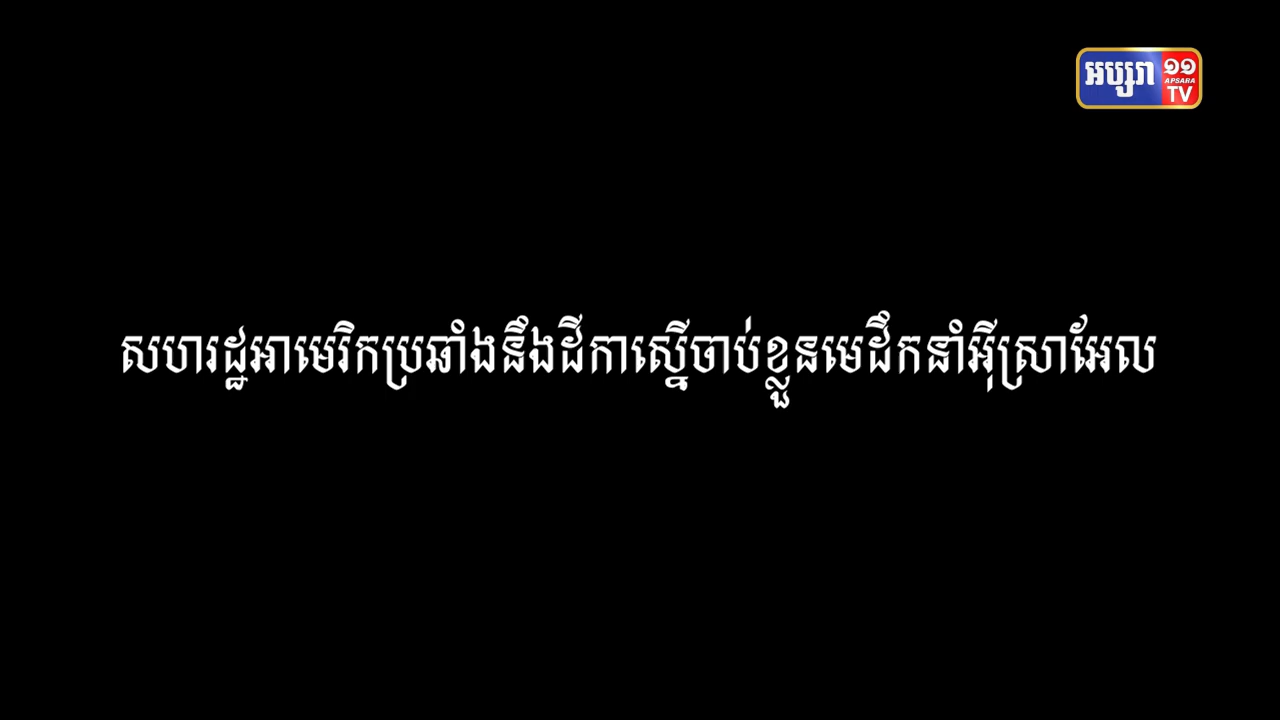 អប្សរា ១១
APSARA
TV
សហរដ្ឋអាមេរិកប្រឆាំងនឹងដីកាស្នើចាប់ខ្លួនមេដឹកនាំអ៊ីស្រាអែល